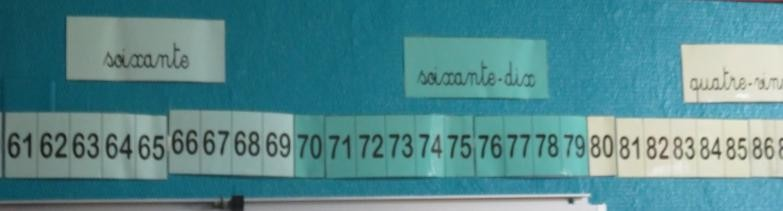 soixante
soixante-dix
quatre-vin
61 62 63 64 65 66 67 68 69 70 71 72 73 74 75 76 77 78 79 80 81 82 83 84 85 86 8